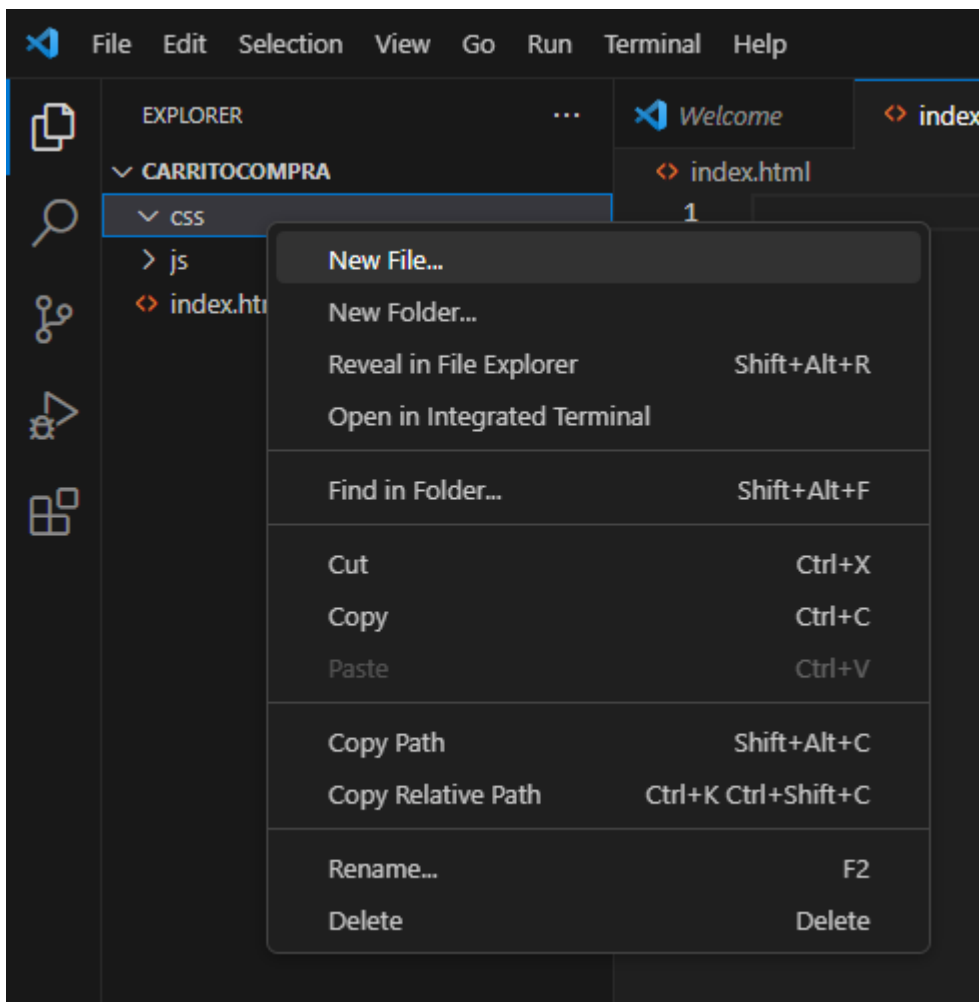 File Edit Selection View Go Run Terminal Help
EXPLORER ... Welcome index
CARRITOCOMPRA index.html
css 1
js
index.ht
New File...
New Folder...
Reveal in File Explorer Shift+Alt+R
Open in Integrated Terminal
Find in Folder... Shift+Alt+F
Cut Ctrl+X
Copy Ctrl+C
Paste Ctrl+V
Copy Path Shift+Alt+C
Copy Relative Path Ctrl+K Ctrl+Shift+C
Rename... F2
Delete Delete